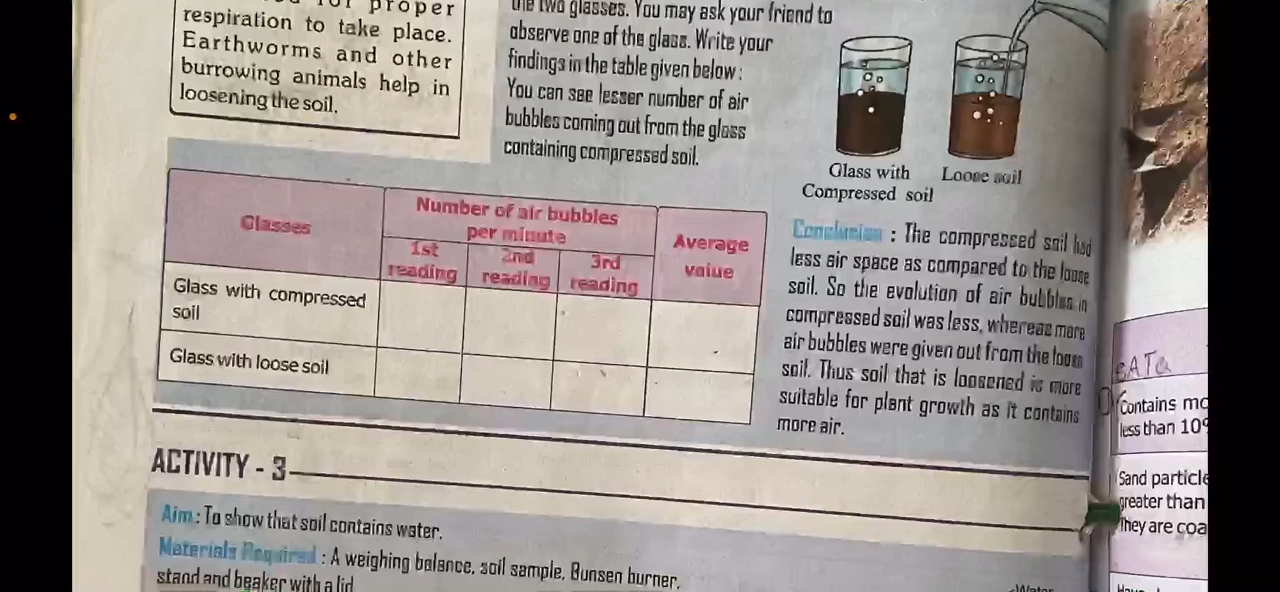 proper
respiration to take place.
Earthworms and other
burrowing animals help in
loosening the soil.
the two glasses. You may ask your friend to
observe one of the glass. Write your
findings in the table given below :
You can see lesser number of air
bubbles coming out from the glass
containing compressed soil.
Glass with
Compressed soil
Loose soil
Glasses
Number of air bubbles
per minute
Average
value
1st
reading
2nd
reading
3rd
reading
Glass with compressed
soil
Glass with loose soil
Conclusion : The compressed soil had
less air space as compared to the loose
soil. So the evolution of air bubbles in
compressed soil was less, whereas more
air bubbles were given out from the loose
soil. Thus soil that is loosened is more
suitable for plant growth as it contains
more air.
ACTIVITY - 3
Aim : To show that soil contains water.
Materials Required : A weighing balance, soil sample, Bunsen burner,
stand and beaker with a lid
Water
Contains
less than
Sand
greater than
They are